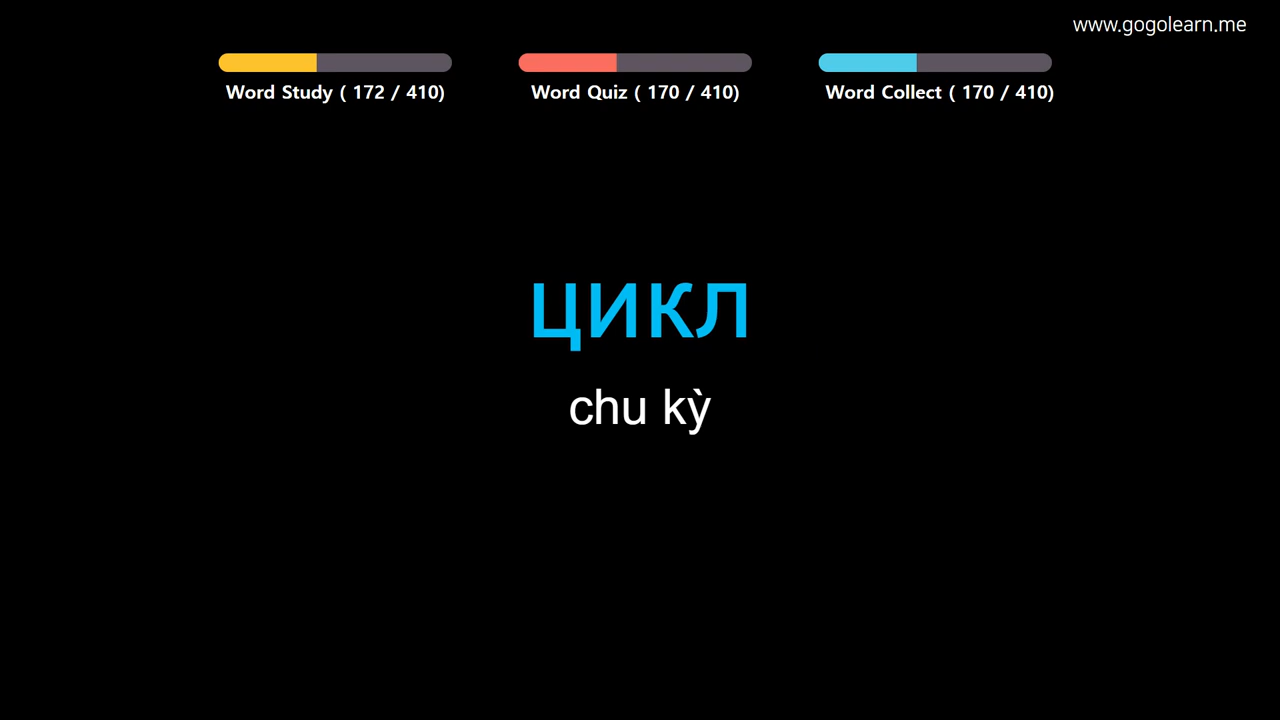 www.gogolearn.me
Word Study ( 172 / 410)
Word Quiz ( 170 / 410)
Word Collect ( 170 / 410)
цикл
chu kỳ